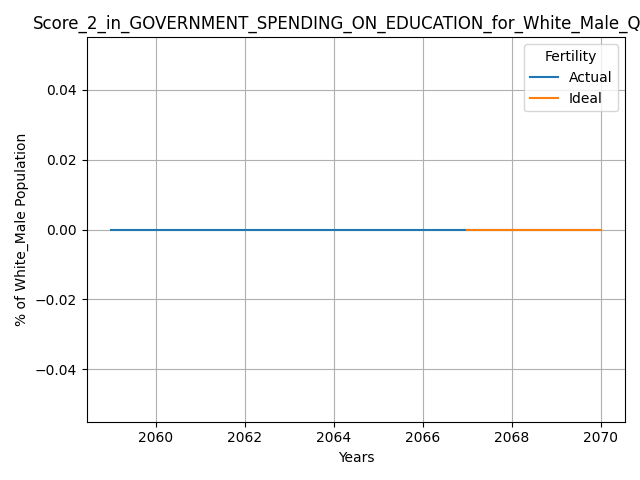 Score_2_in_GOVERNMENT_SPENDING_ON_EDUCATION_for_White_Male_Q
Fertility
Actual
Ideal
0.04
0.02
0.00
−0.02
−0.04
% of White_Male Population
2060 2062 2064 2066 2068 2070
Years